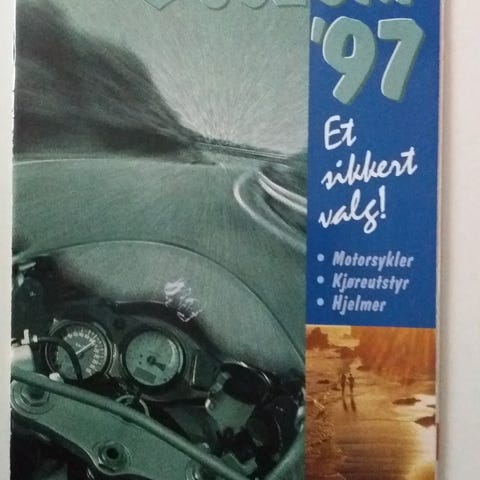 '97
Et
sikkert
valg!
• Motorsykler
• Kjøreutstyr
• Hjelmer